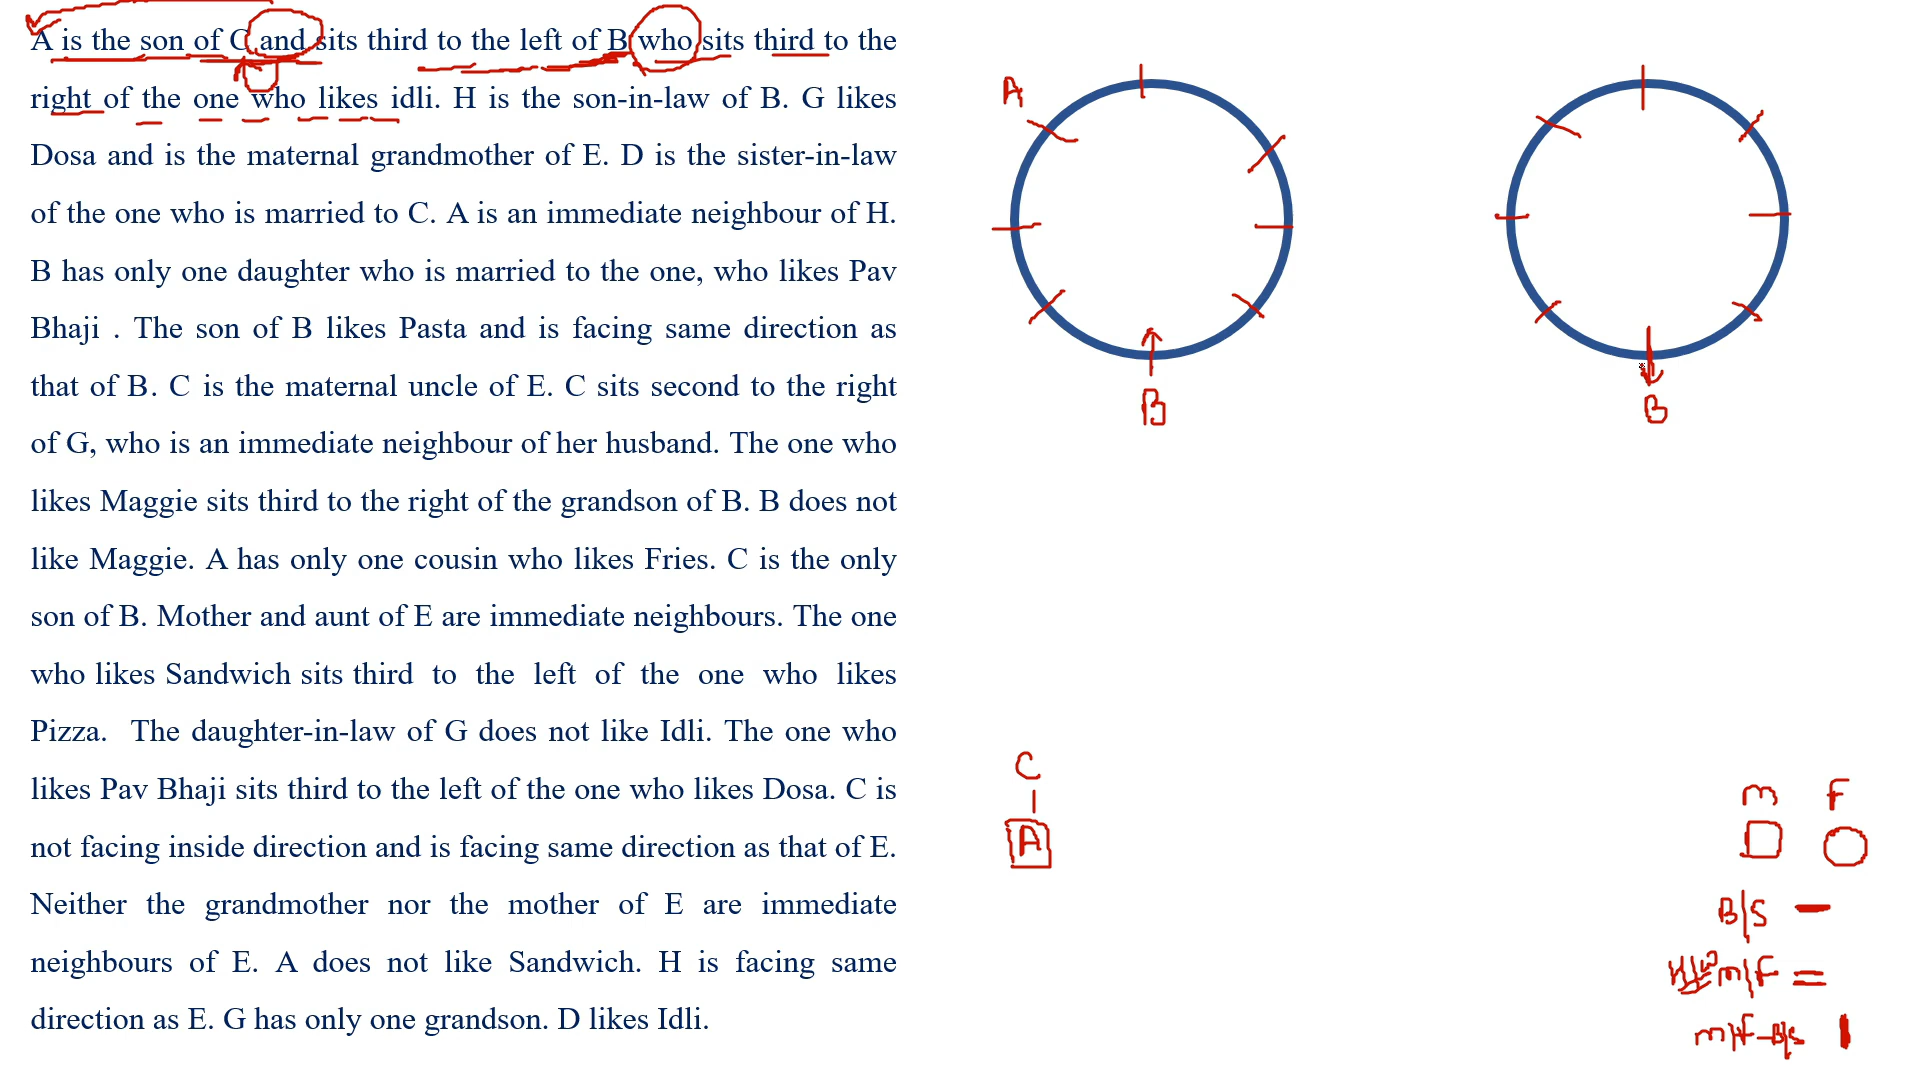 A is the son of C and sits third to the left of B who sits third to the
right of the one who likes idli. H is the son-in-law of B. G likes
Dosa and is the maternal grandmother of E. D is the sister-in-law
of the one who is married to C. A is an immediate neighbour of H.
B has only one daughter who is married to the one, who likes Pav
Bhaji . The son of B likes Pasta and is facing same direction as
that of B. C is the maternal uncle of E. C sits second to the right
of G, who is an immediate neighbour of her husband. The one who
likes Maggie sits third to the right of the grandson of B. B does not
like Maggie. A has only one cousin who likes Fries. C is the only
son of B. Mother and aunt of E are immediate neighbours. The one
who likes Sandwich sits third to the left of the one who likes
Pizza. The daughter-in-law of G does not like Idli. The one who
likes Pav Bhaji sits third to the left of the one who likes Dosa. C is
not facing inside direction and is facing same direction as that of E.
Neither the grandmother nor the mother of E are immediate
neighbours of E. A does not like Sandwich. H is facing same
direction as E. G has only one grandson. D likes Idli.
A
B
B
C
A
M F
B|S
M|F
M|F-B|S